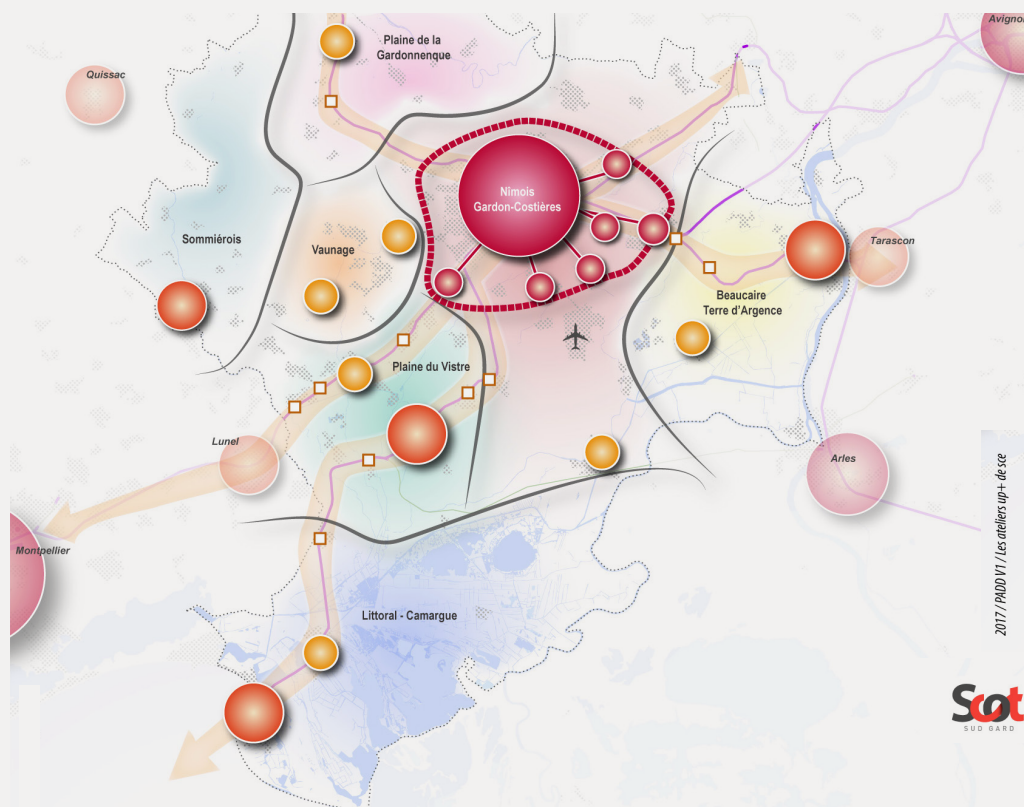 Avignon
Plaine de la
Gardonnenque
Quissac
Nîmois
Gardon-Costières
Sommiérois
Vaunage
Tarascon
Beaucaire
Terre d'Argence
Plaine du Vistre
Lunel
Arles
Montpellier
Littoral - Camargue
2017 / PADD V1 / Les ateliers up+ de sce
Scot
SUD GARD